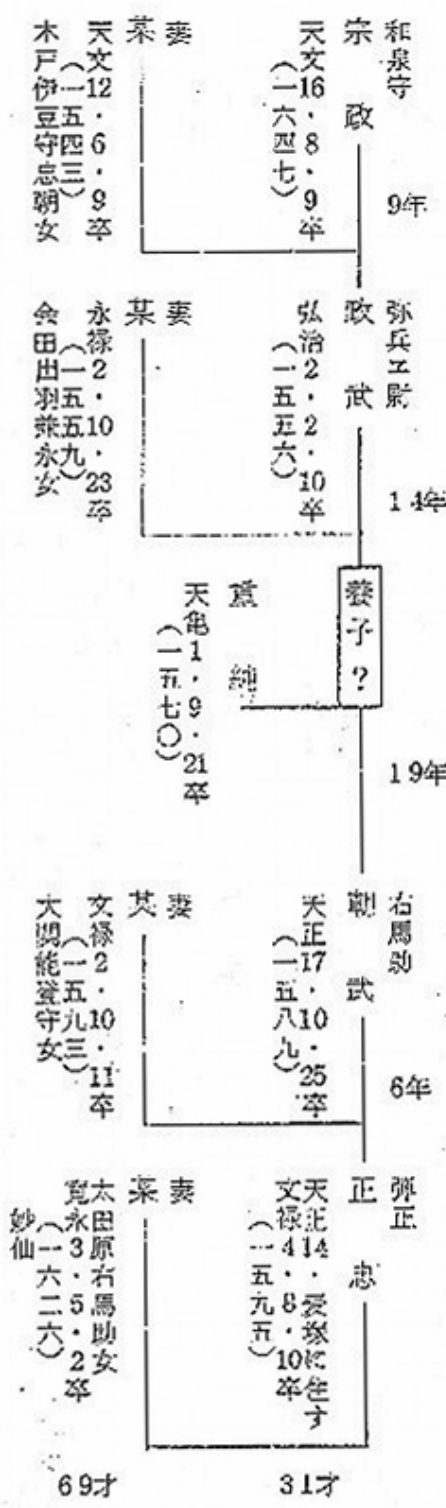 和泉守
宗政
天文16・8・9卒
(一六四七)
妻
某
天文12・6・9卒
(一五四三)
木戸伊豆守忠朝女
9年
弥兵エ尉
政武
弘治2・2・10卒
(一五五六)
妻
某
永禄2・10・23卒
(一五五九)
会田出羽兼永女
14年
養子?
純
天亀1・9・21卒
(一五七〇)
19年
右馬助
朝武
天正17・10・25卒
(一五八九)
妻
某
文禄2・10・11卒
(一五九三)
大関能登守女
6年
弾正
正忠
天正14・愛塚に住す
文禄4・8・10卒
(一五九五)
妻
某
太田原右馬助女
寛永3・5・2卒
(一六二六)
妙仙
31才
69才